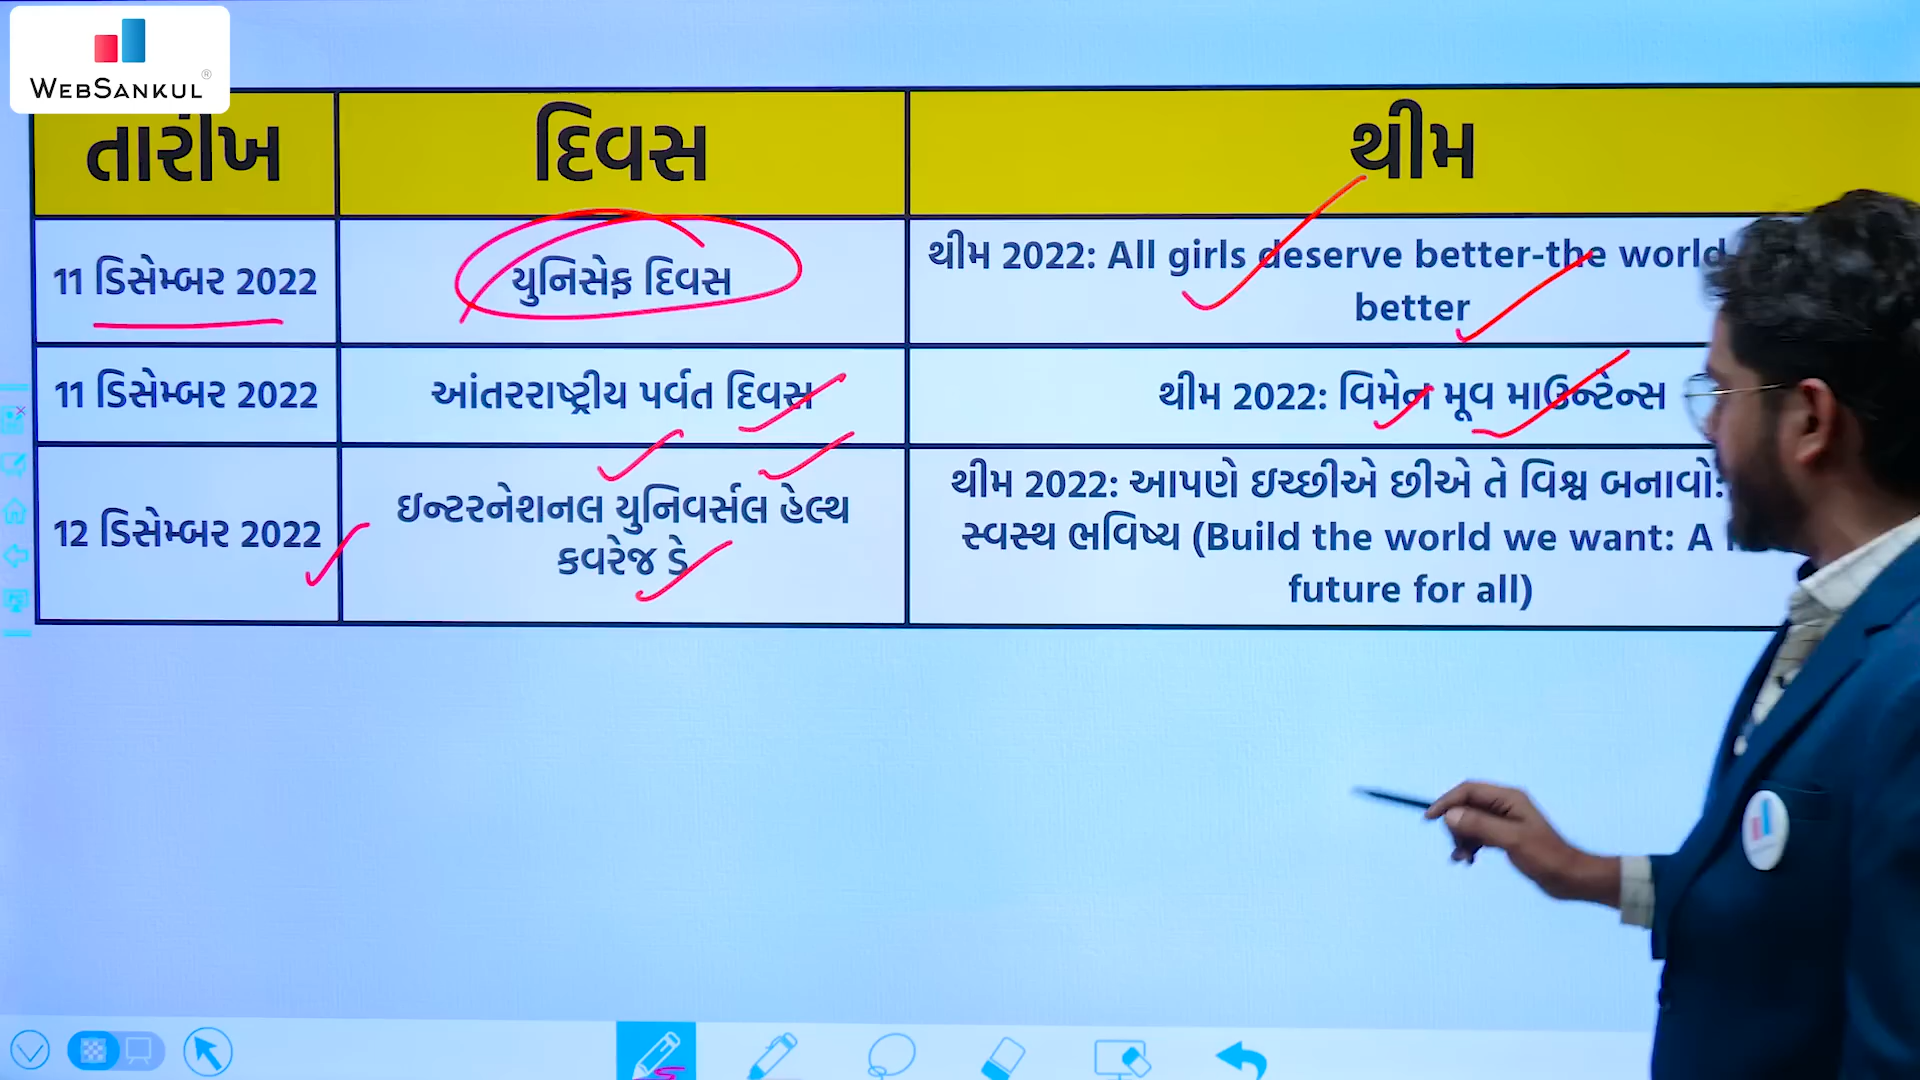 WEBSANKUL®
તારીખ
દિવસ
થીમ
11 ડિસેમ્બર 2022
યુનિસેફ દિવસ
થીમ 2022: All girls deserve better-the world
better
11 ડિસેમ્બર 2022
આંતરરાષ્ટ્રીય પર્વત દિવસ
થીમ 2022: વિમેન મૂવ માઉન્ટેન્સ
12 ડિસેમ્બર 2022
ઇન્ટરનેશનલ યુનિવર્સલ હેલ્થ
કવરેજ ડે
થીમ 2022: આપણે ઇચ્છીએ છીએ તે વિશ્વ બનાવો:
સ્વસ્થ ભવિષ્ય (Build the world we want: A
future for all)